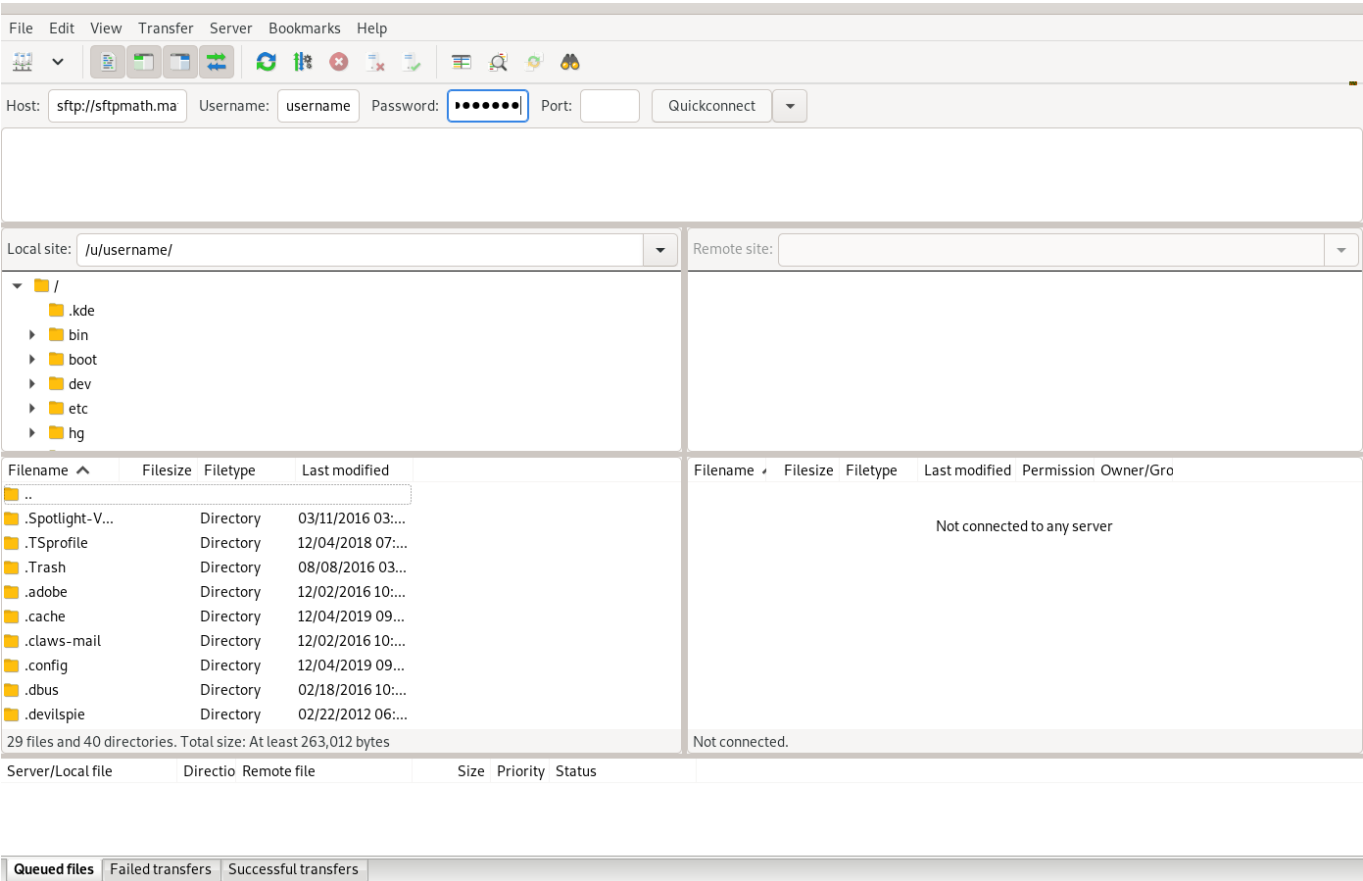 File Edit View Transfer Server Bookmarks Help
Host: sftp://sftpmath.ma Username: username Password: ●●●●●●● Port: Quickconnect
Local site: /u/username/
Remote site:
/
.kde
bin
boot
dev
etc
hg
Filename Filesize Filetype Last modified
..
.Spotlight-V... Directory 03/11/2016 03:...
.TSprofile Directory 12/04/2018 07:...
.Trash Directory 08/08/2016 03...
.adobe Directory 12/02/2016 10:...
.cache Directory 12/04/2019 09...
.claws-mail Directory 12/02/2016 10:...
.config Directory 12/04/2019 09...
.dbus Directory 02/18/2016 10:...
.devilspie Directory 02/22/2012 06:...
29 files and 40 directories. Total size: At least 263,012 bytes
Filename Filesize Filetype Last modified Permission Owner/Gro
Not connected to any server
Not connected.
Server/Local file Directio Remote file Size Priority Status
Queued files Failed transfers Successful transfers